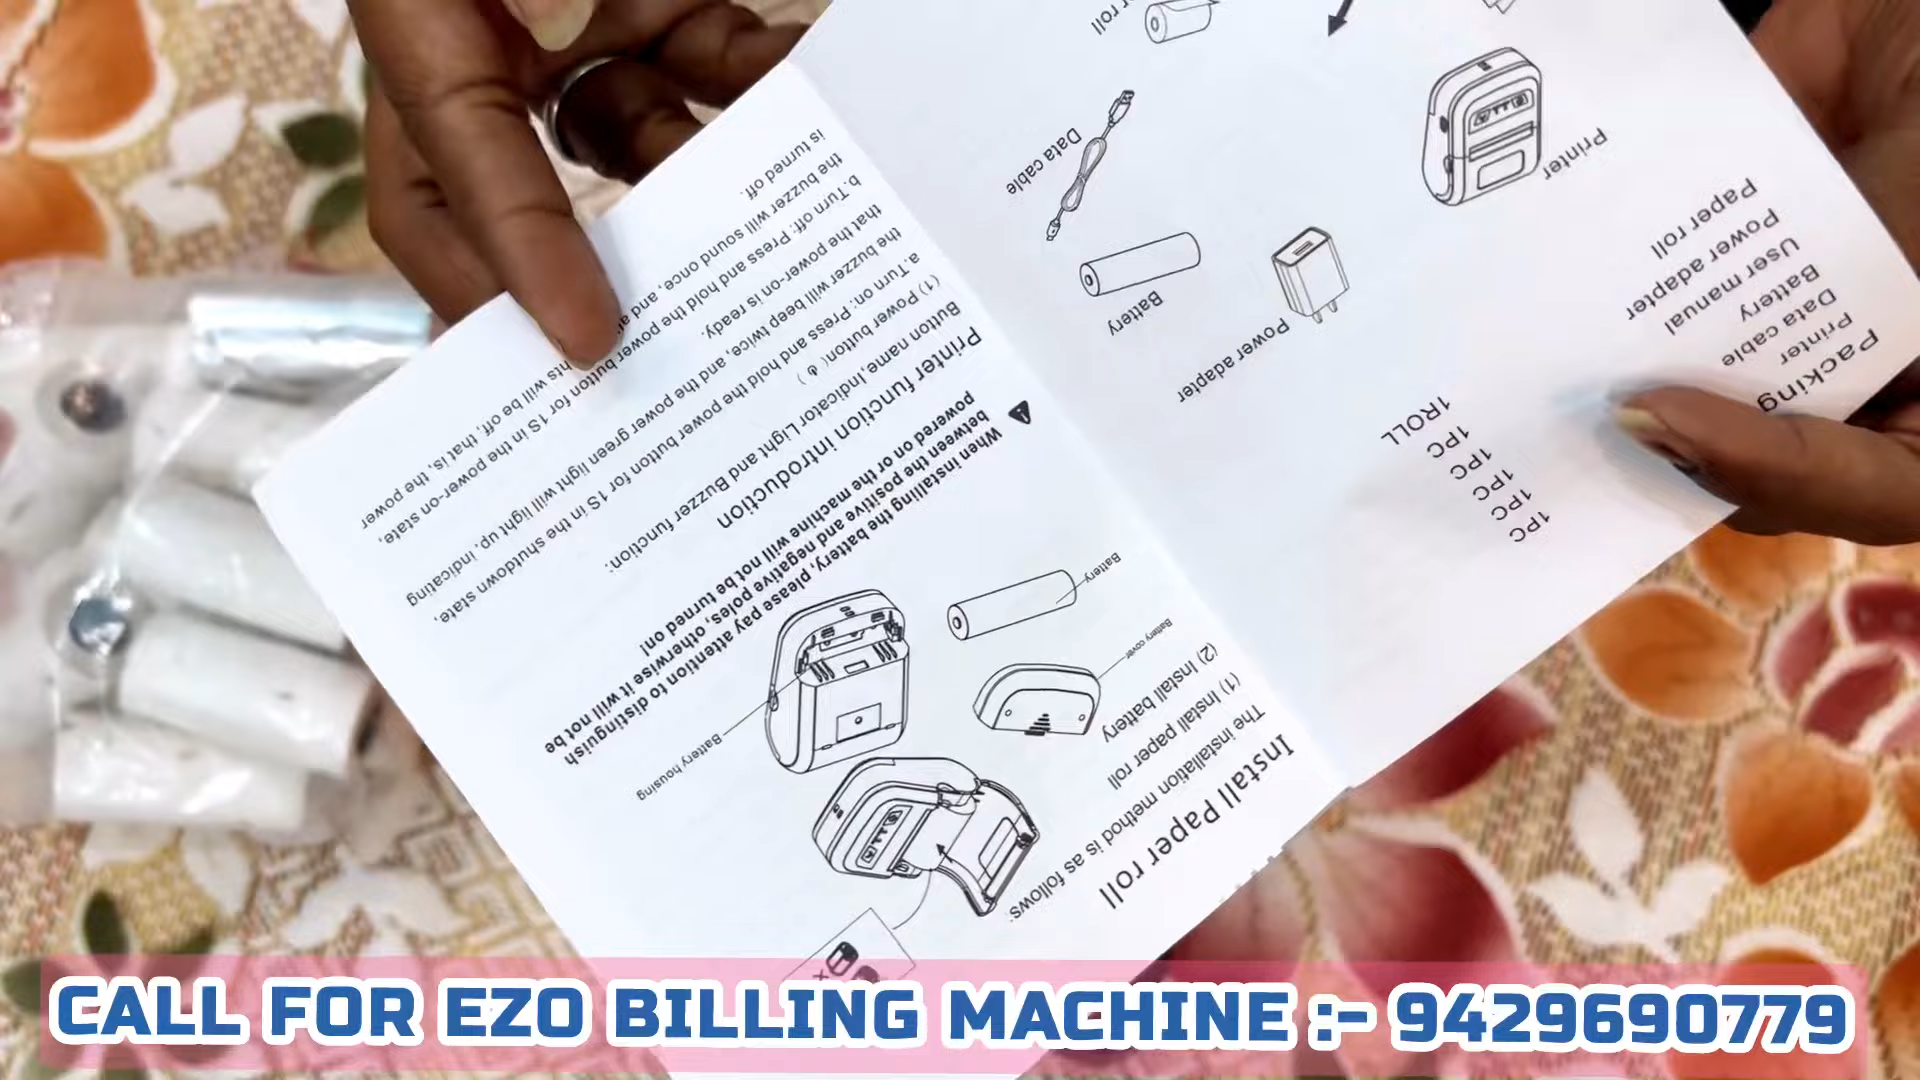 Packing
Printer 1PC
Data cable 1PC
Battery 1PC
User manual 1PC
Power adapter 1PC
Paper roll 1ROLL
Printer
Power adapter
Battery
Data cable
roll
Install Paper roll
The installation method is as follows:
(1) Install paper roll
(2) Install battery
Battery cover
Battery
Battery housing
When installing the battery, please pay attention to distinguish
between the positive and negative poles, otherwise it will not be
powered on or the machine will not be turned on!
Printer function introduction
Button name, Indicator Light and Buzzer function:
(1) Power button( )
a.Turn on: Press and hold the power button for 1S in the shutdown state,
the buzzer will beep twice, and the power green light will light up, indicating
that the power-on is ready.
b.Turn off: Press and hold the power button for 1S in the power-on state,
the buzzer will sound once, and will be off, that is, the power
is turned off.
CALL FOR EZO BILLING MACHINE :- 9429690779